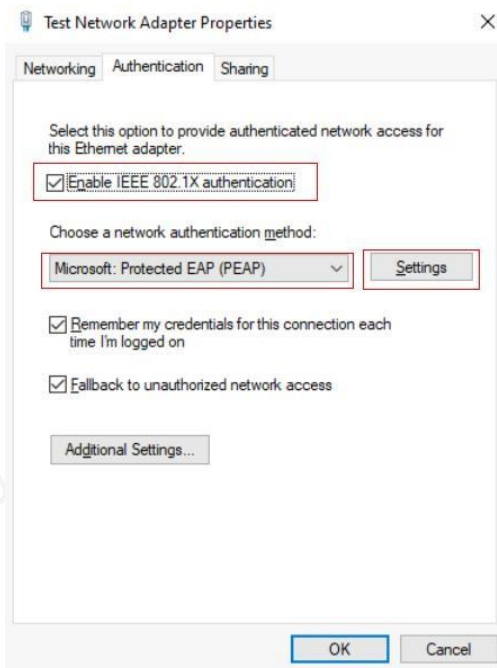 Test Network Adapter Properties
Networking Authentication Sharing
Select this option to provide authenticated network access for
this Ethernet adapter.
Enable IEEE 802.1X authentication
Choose a network authentication method:
Microsoft: Protected EAP (PEAP) Settings
Remember my credentials for this connection each
time I'm logged on
Fallback to unauthorized network access
Additional Settings...
OK Cancel